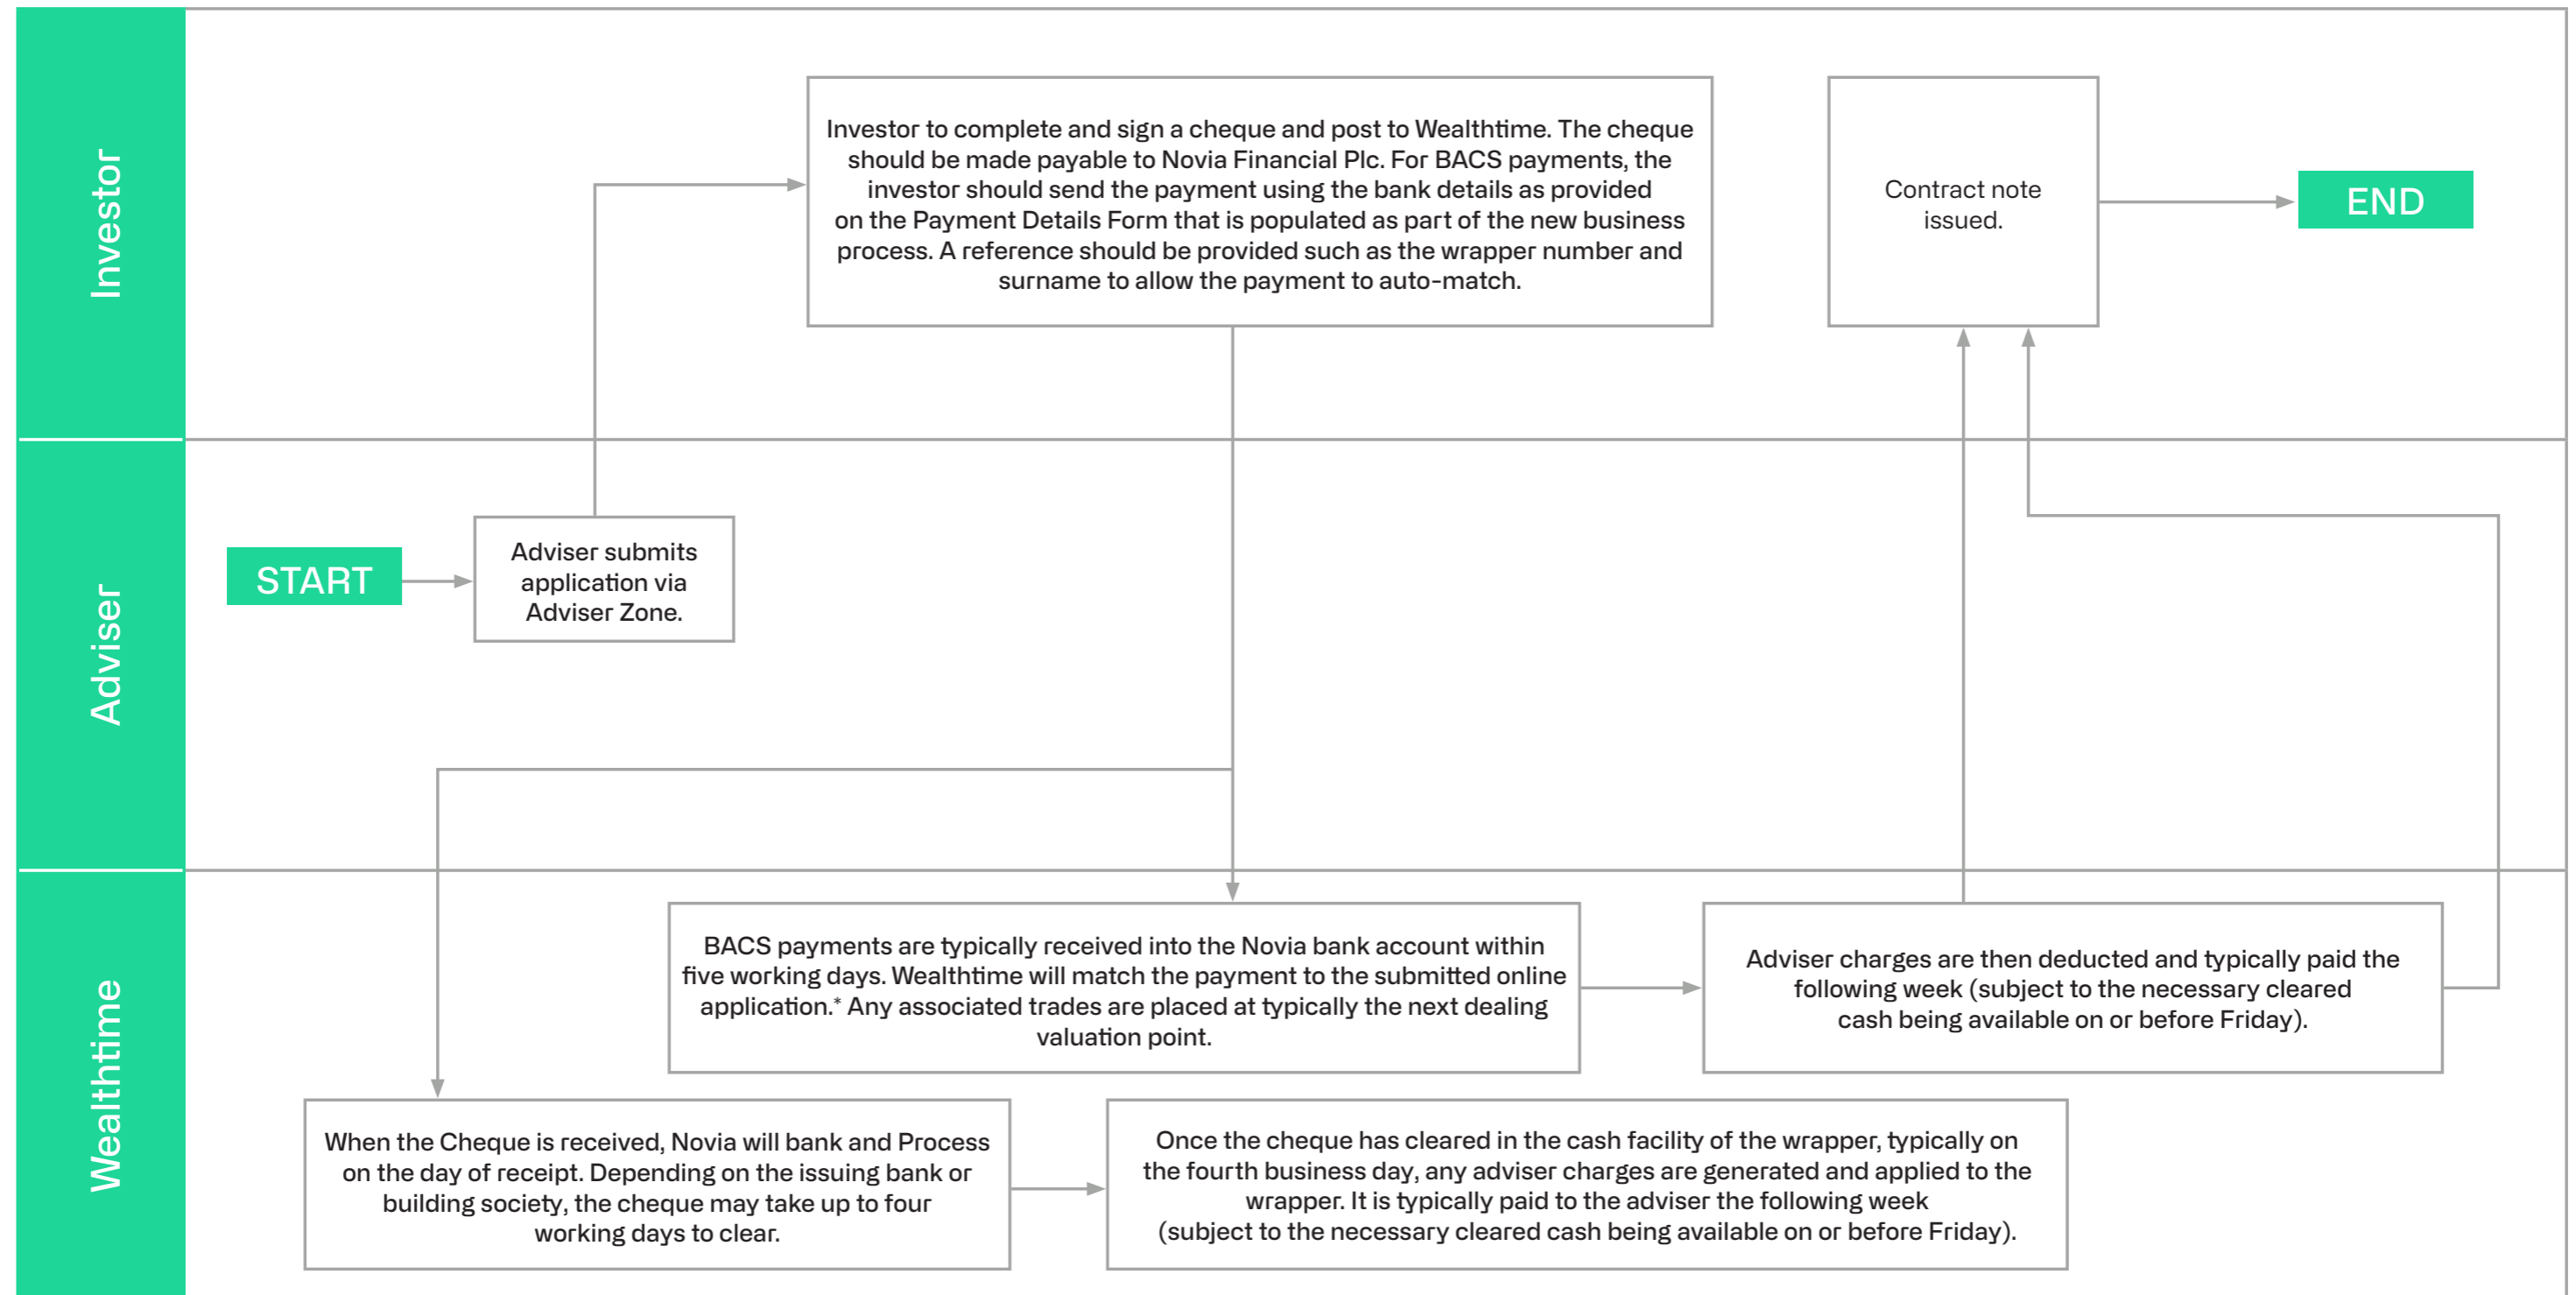 Investor
Investor to complete and sign a cheque and post to Wealthtime. The cheque
should be made payable to Novia Financial Plc. For BACS payments, the
investor should send the payment using the bank details as provided
on the Payment Details Form that is populated as part of the new business
process. A reference should be provided such as the wrapper number and
surname to allow the payment to auto-match.
Contract note
issued.
END
Adviser
START
Adviser submits
application via
Adviser Zone.
Wealthtime
BACS payments are typically received into the Novia bank account within
five working days. Wealthtime will match the payment to the submitted online
application.* Any associated trades are placed at typically the next dealing
valuation point.
Adviser charges are then deducted and typically paid the
following week (subject to the necessary cleared
cash being available on or before Friday).
When the Cheque is received, Novia will bank and Process
on the day of receipt. Depending on the issuing bank or
building society, the cheque may take up to four
working days to clear.
Once the cheque has cleared in the cash facility of the wrapper, typically on
the fourth business day, any adviser charges are generated and applied to the
wrapper. It is typically paid to the adviser the following week
(subject to the necessary cleared cash being available on or before Friday).